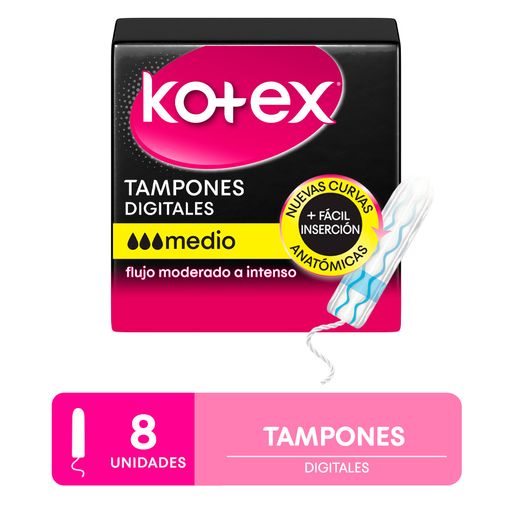 kotex
TAMPONES
DIGITALES
medio
flujo moderado a intenso
NUEVAS CURVAS
+ FÁCIL
INSERCIÓN
ANATÓMICAS
8
UNIDADES
TAMPONES
DIGITALES